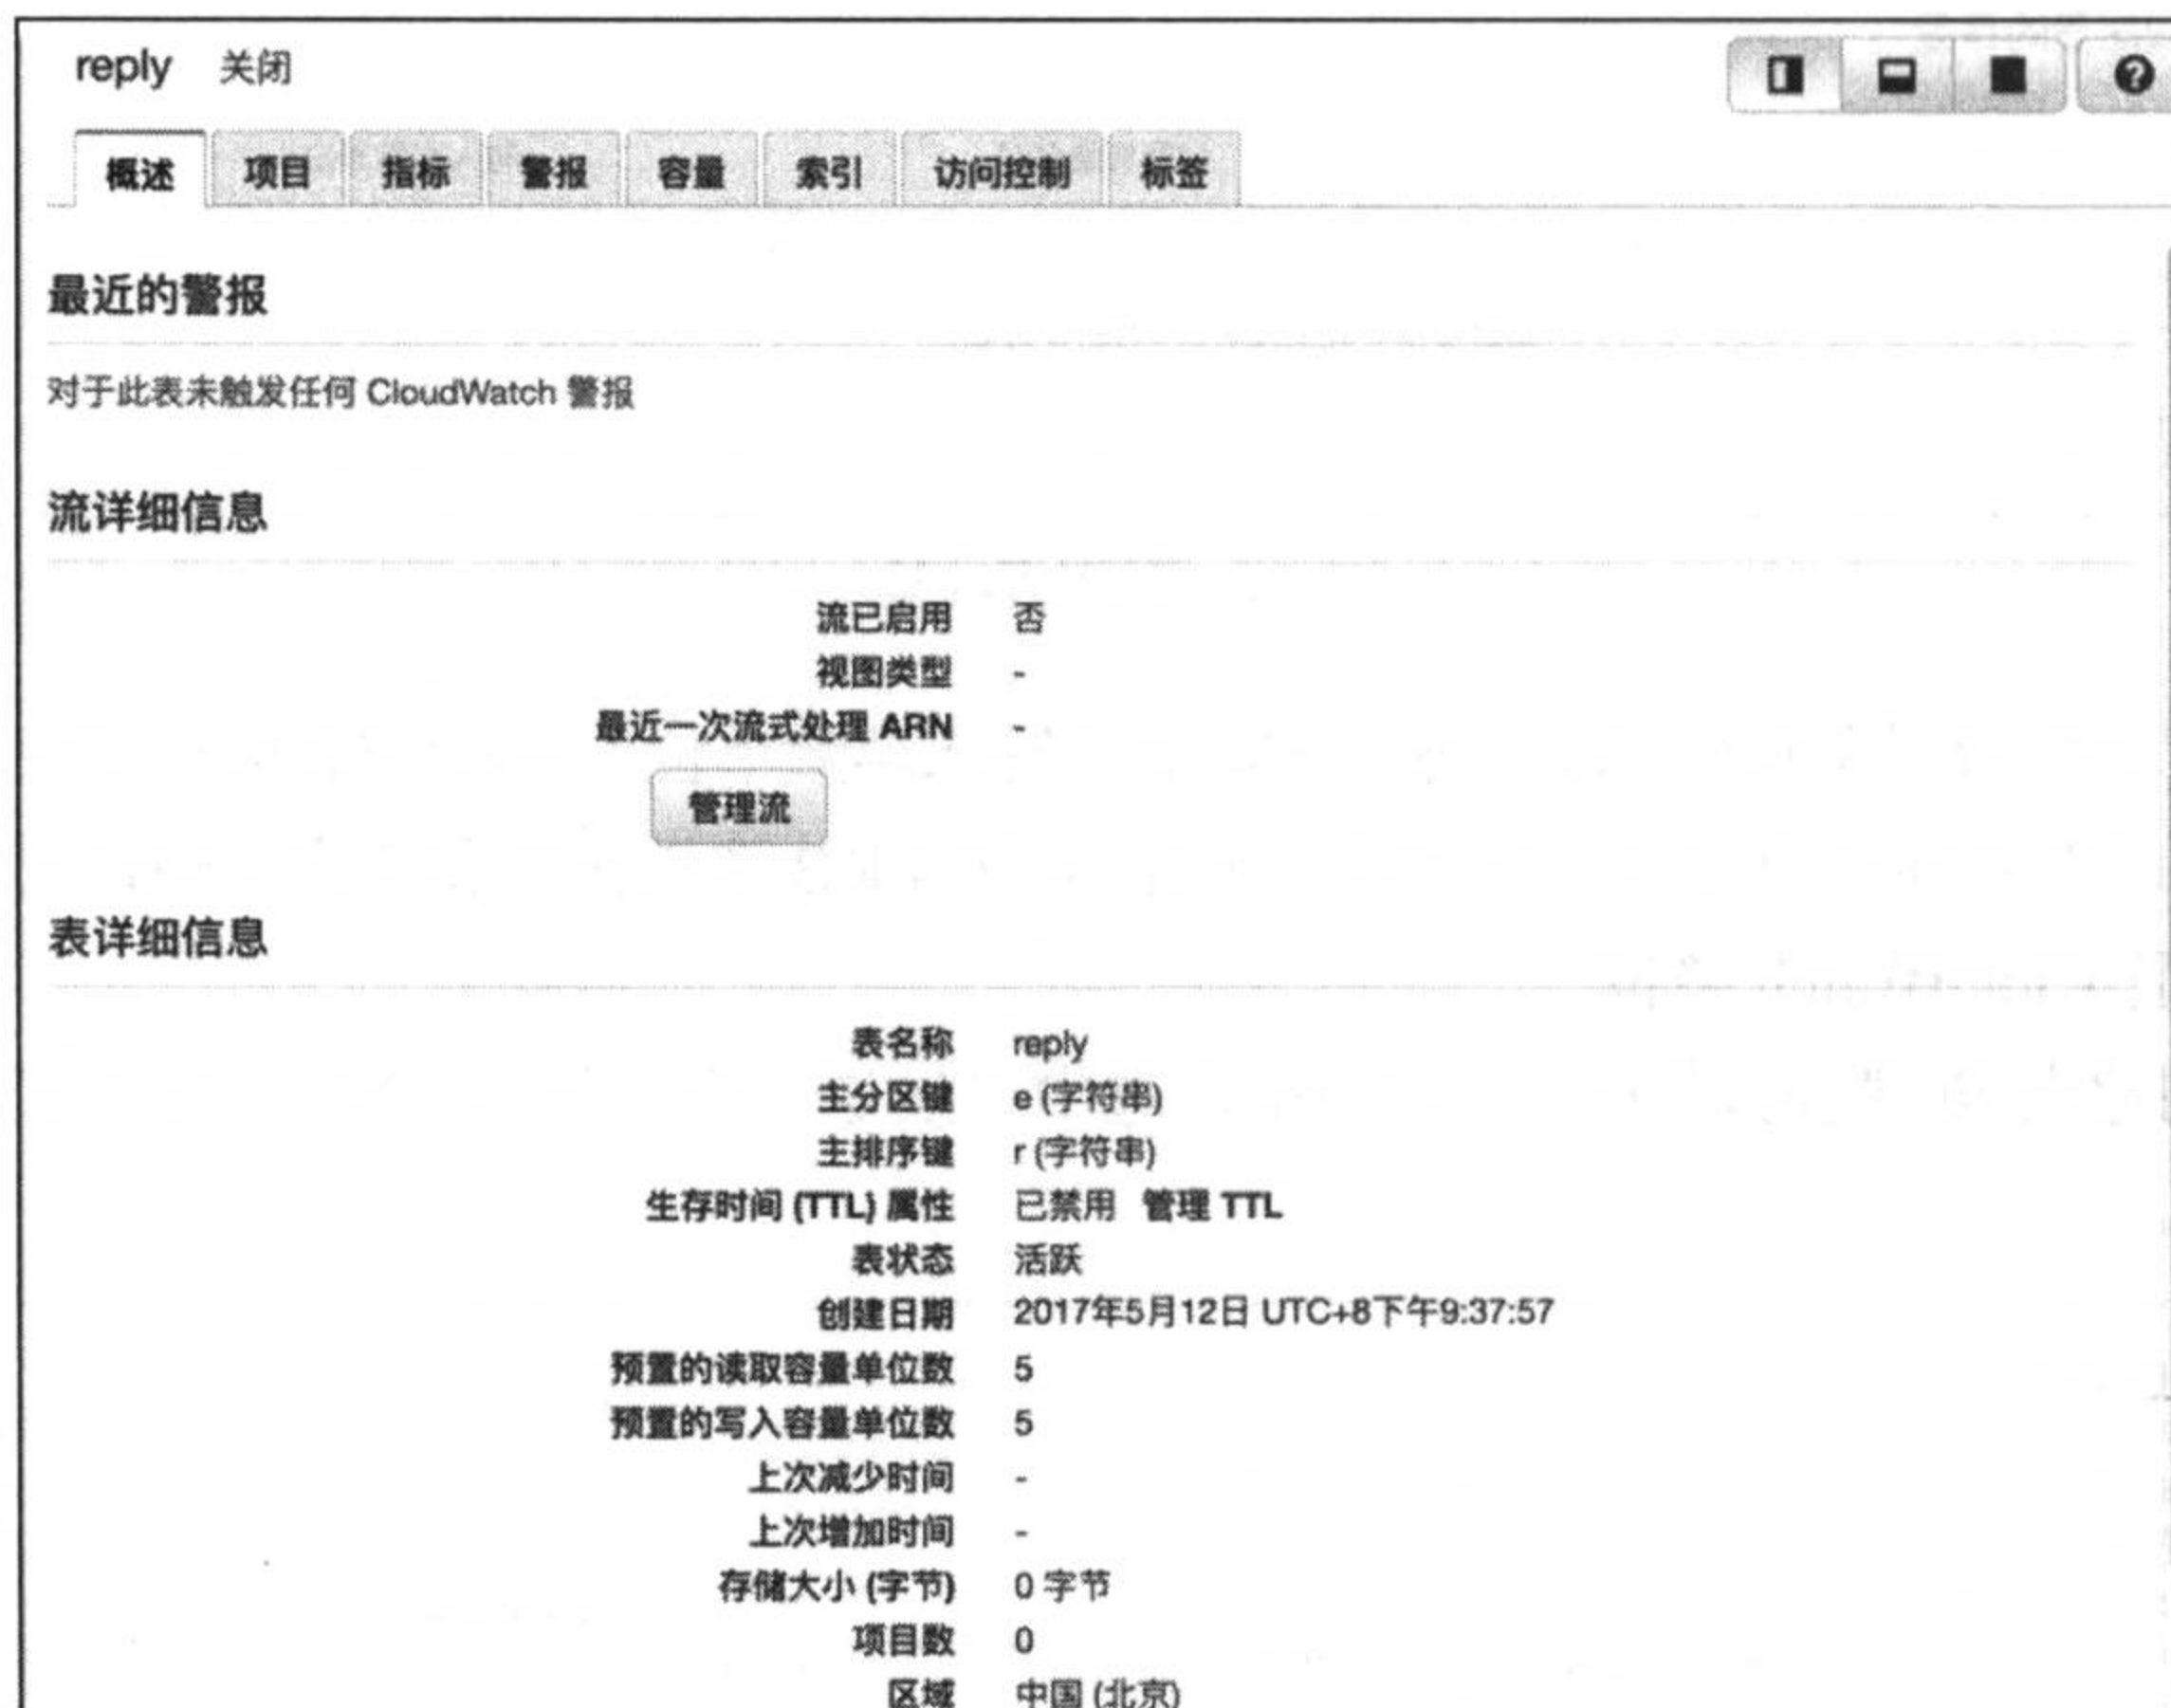 reply 关闭
概述 项目 指标 警报 容量 索引 访问控制 标签
最近的警报
对于此表未触发任何 CloudWatch 警报
流详细信息
流已启用 否
视图类型 -
最近一次流式处理 ARN -
管理流
表详细信息
表名称 reply
主分区键 e (字符串)
主排序键 r (字符串)
生存时间 (TTL) 属性 已禁用 管理 TTL
表状态 活跃
创建日期 2017年5月12日 UTC+8下午9:37:57
预置的读取容量单位数 5
预置的写入容量单位数 5
上次减少时间 -
上次增加时间 -
存储大小 (字节) 0 字节
项目数 0
区域 中国 (北京)